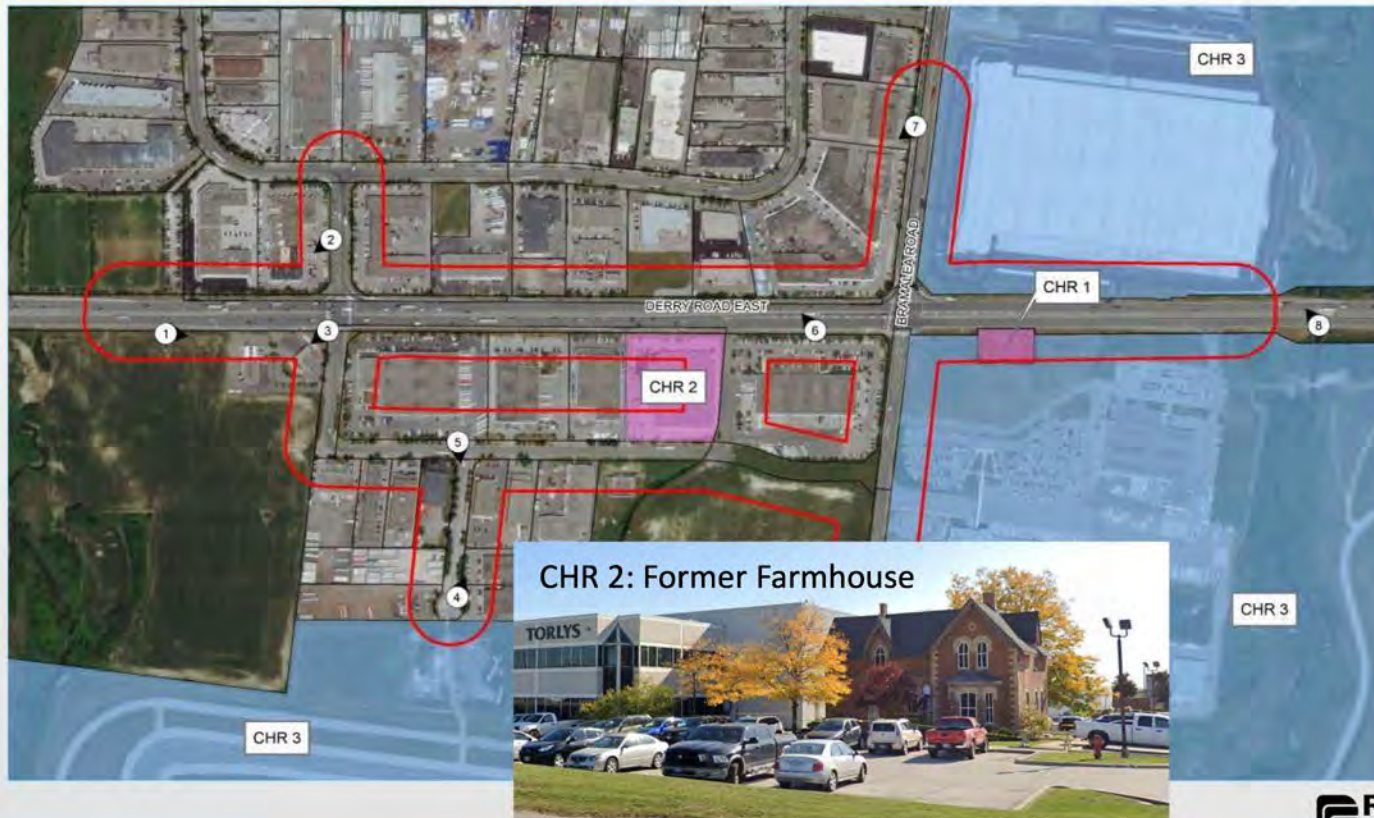 CHR 3
7
2
BRAMALEA ROAD
CHR 1
DERRY ROAD EAST
1
3
6
8
CHR 2
5
4
CHR 2: Former Farmhouse
TORLYS
CHR 3
CHR 3